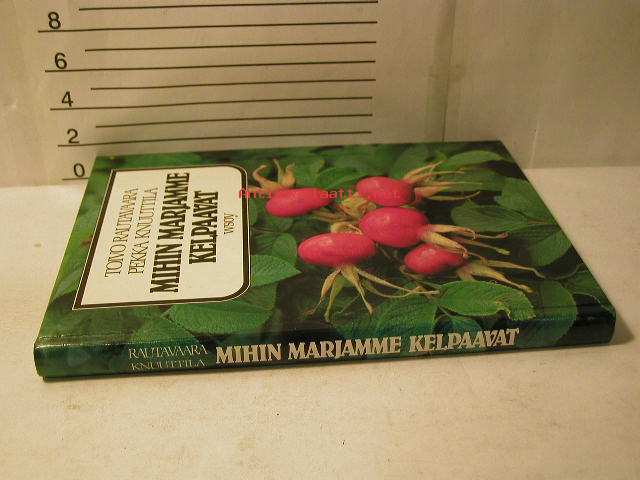 8
6
4
2
0
TOIVO RAUTAVAARA
PEKKA KNUUTTILA
MIHIN MARJAMME
KELPAAVAT
WSOY
RAUTAVAARA
KNUUTTILA
MIHIN MARJAMME KELPAAVAT